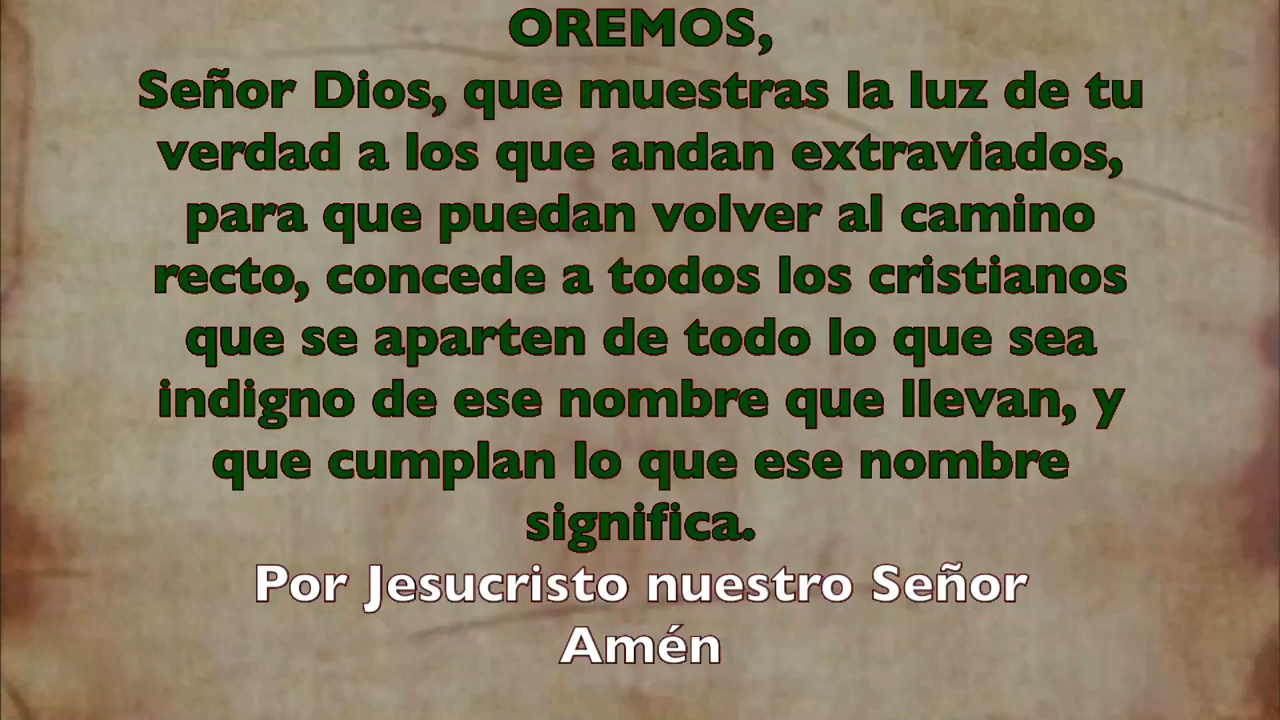 OREMOS,
Señor Dios, que muestras la luz de tu
verdad a los que andan extraviados,
para que puedan volver al camino
recto, concede a todos los cristianos
que se aparten de todo lo que sea
indigno de ese nombre que llevan, y
que cumplan lo que ese nombre
significa.
Por Jesucristo nuestro Señor
Amén